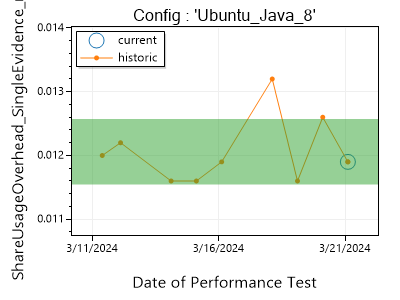 Config : 'Ubuntu_Java_8'
ShareUsageOverhead_SingleEvidence_
0.014
0.013
0.012
0.011
current
historic
3/11/2024
3/16/2024
3/21/2024
Date of Performance Test